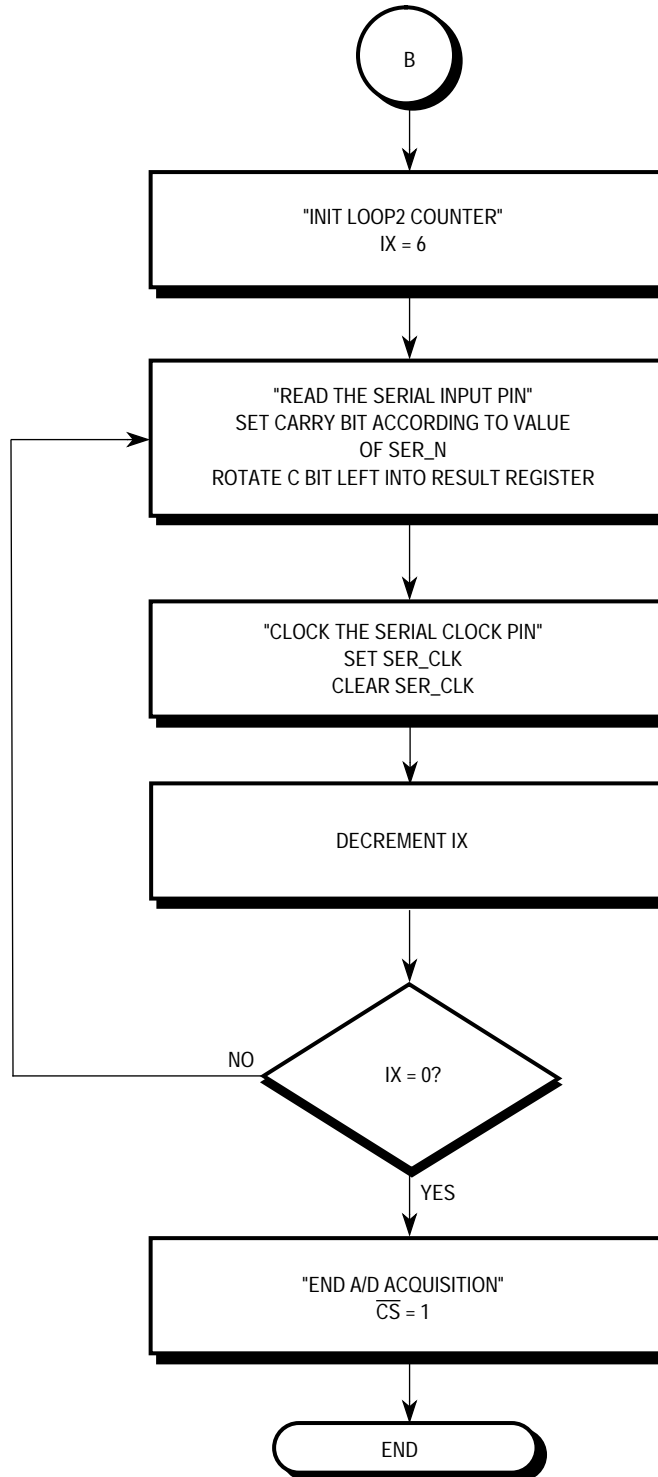 B
"INIT LOOP2 COUNTER"
IX = 6
"READ THE SERIAL INPUT PIN"
SET CARRY BIT ACCORDING TO VALUE
OF SER_N
ROTATE C BIT LEFT INTO RESULT REGISTER
"CLOCK THE SERIAL CLOCK PIN"
SET SER_CLK
CLEAR SER_CLK
DECREMENT IX
IX = 0?
NO
YES
"END A/D ACQUISITION"
C̅S̅ = 1
END